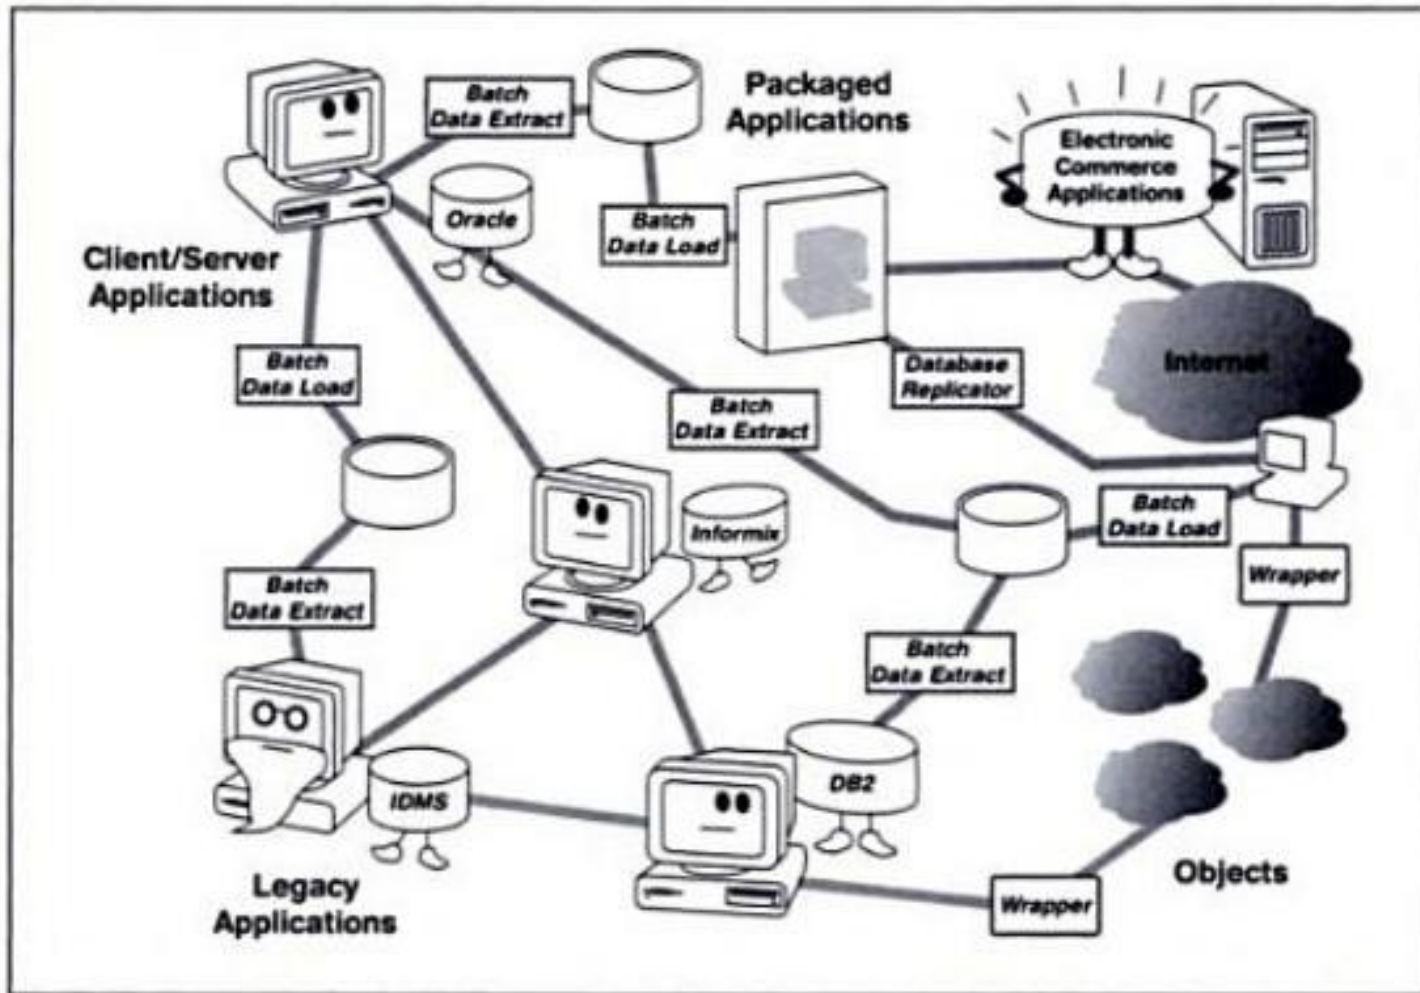 Batch
Data Extract
Packaged
Applications
Electronic
Commerce
Applications
Oracle
Batch
Data Load
Client/Server
Applications
Internet
Batch
Data Load
Database
Replicator
Batch
Data Extract
Informix
Batch
Data Load
Batch
Data Extract
Wrapper
Batch
Data Extract
IDMS
DB2
Objects
Legacy
Applications
Wrapper